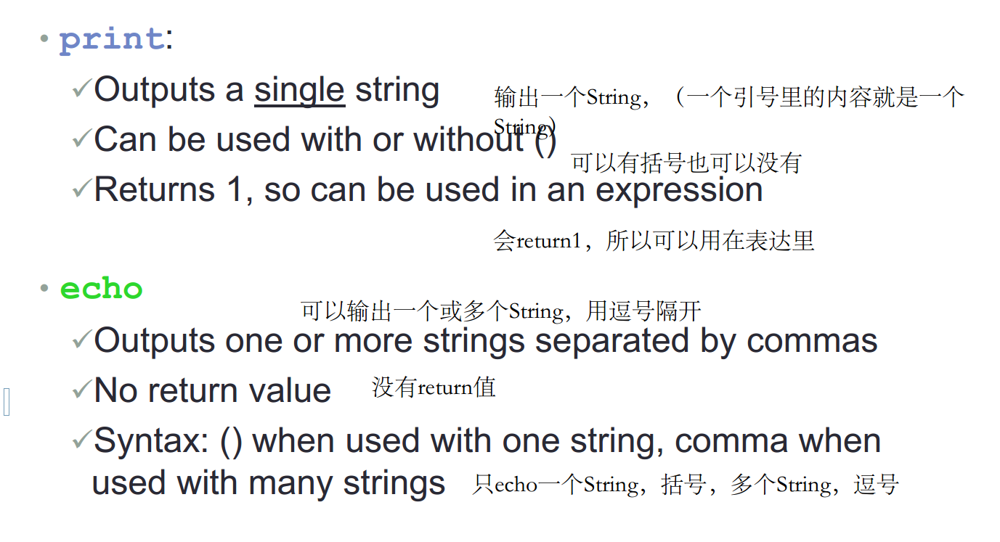 • print:
✓Outputs a single string
输出一个String，（一个引号里的内容就是一个
String）
✓Can be used with or without ()
可以有括号也可以没有
✓Returns 1, so can be used in an expression
会return1，所以可以用在表达里
• echo
可以输出一个或多个String，用逗号隔开
✓Outputs one or more strings separated by commas
✓No return value
没有return值
✓Syntax: () when used with one string, comma when
used with many strings
只echo一个String，括号，多个String，逗号